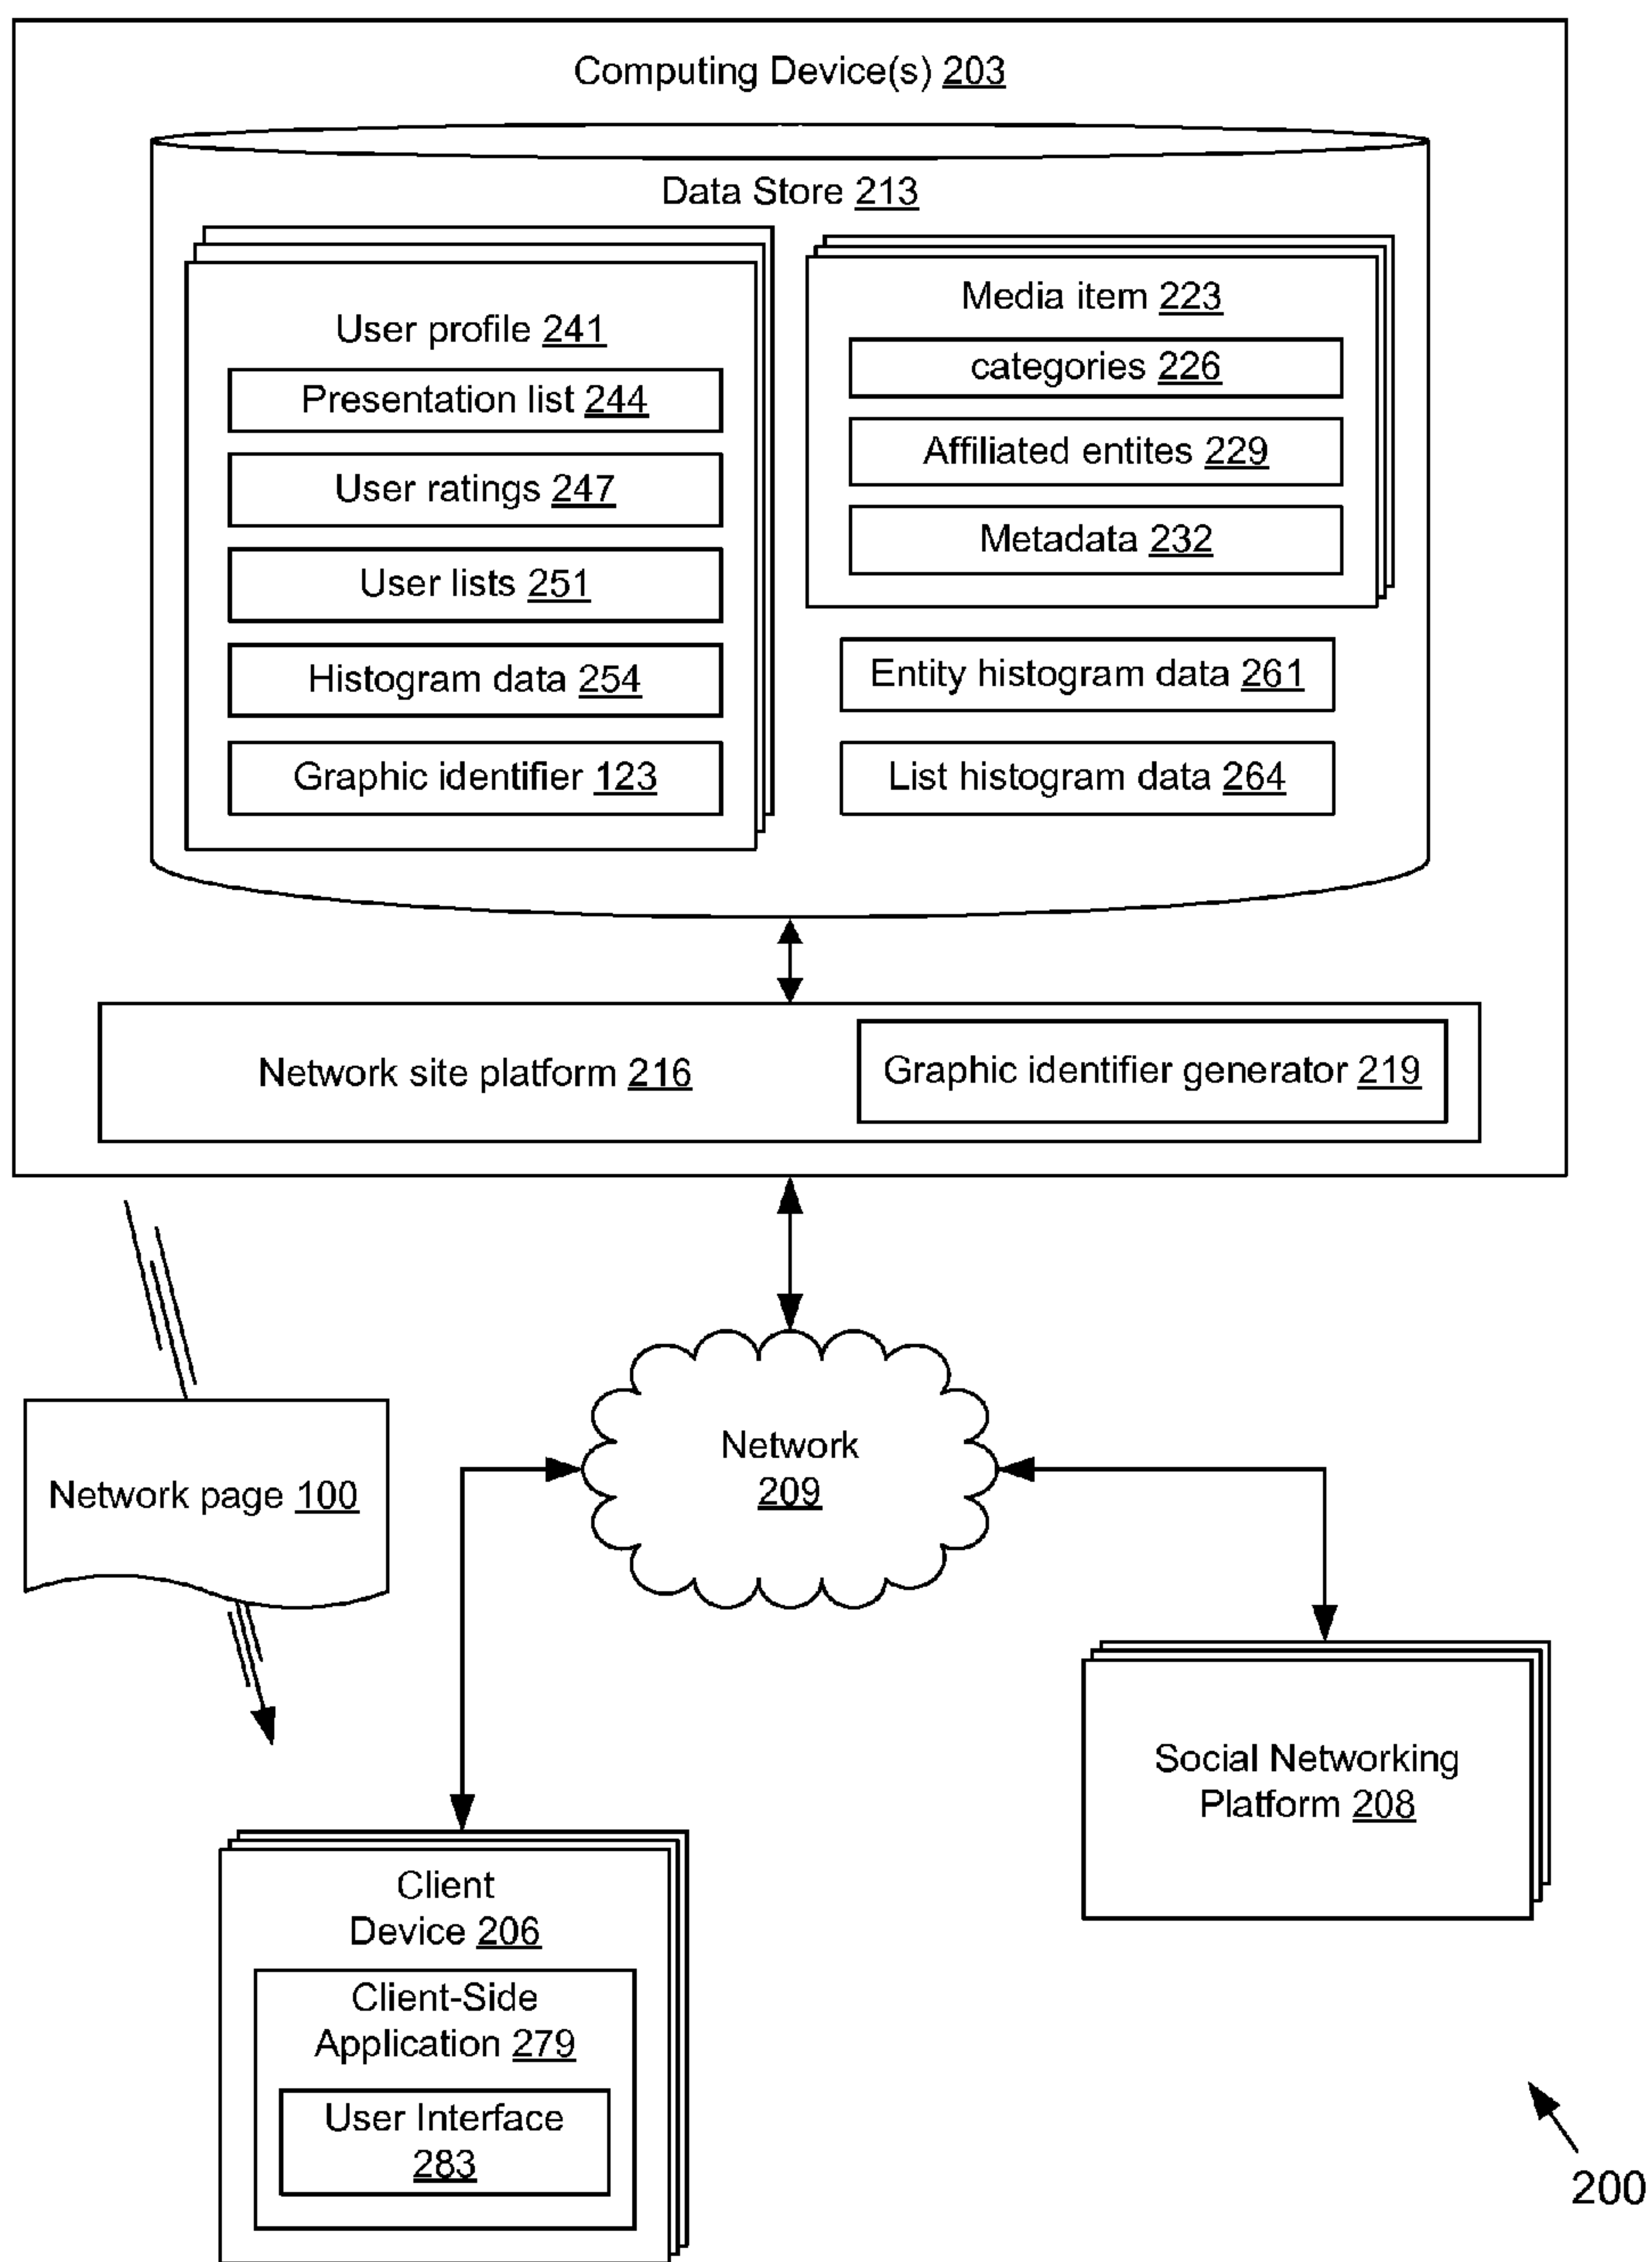 Computing Device(s) 203
Data Store 213
User profile 241
Presentation list 244
User ratings 247
User lists 251
Histogram data 254
Graphic identifier 123
Media item 223
categories 226
Affiliated entites 229
Metadata 232
Entity histogram data 261
List histogram data 264
Network site platform 216
Graphic identifier generator 219
Network page 100
Network
209
Social Networking
Platform 208
Client
Device 206
Client-Side
Application 279
User Interface
283
200